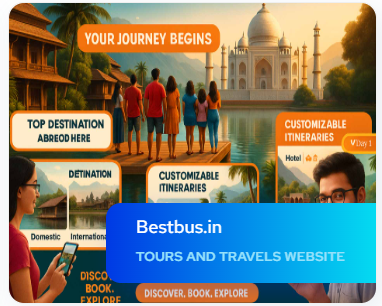 YOUR JOURNEY BEGINS
TOP DESTINATION
ABREOD HERE
CUSTOMIZABLE
ITINERARIES
Hotel
Day 1
DETINATION
Domestic
Internationa
CUSTOMIZABLE
ITINERARIES
Bestbus.in
TOURS AND TRAVELS WEBSITE
DISCO
BOOK,
EXPLORE
DISCOVER, BOOK, EXPLORE